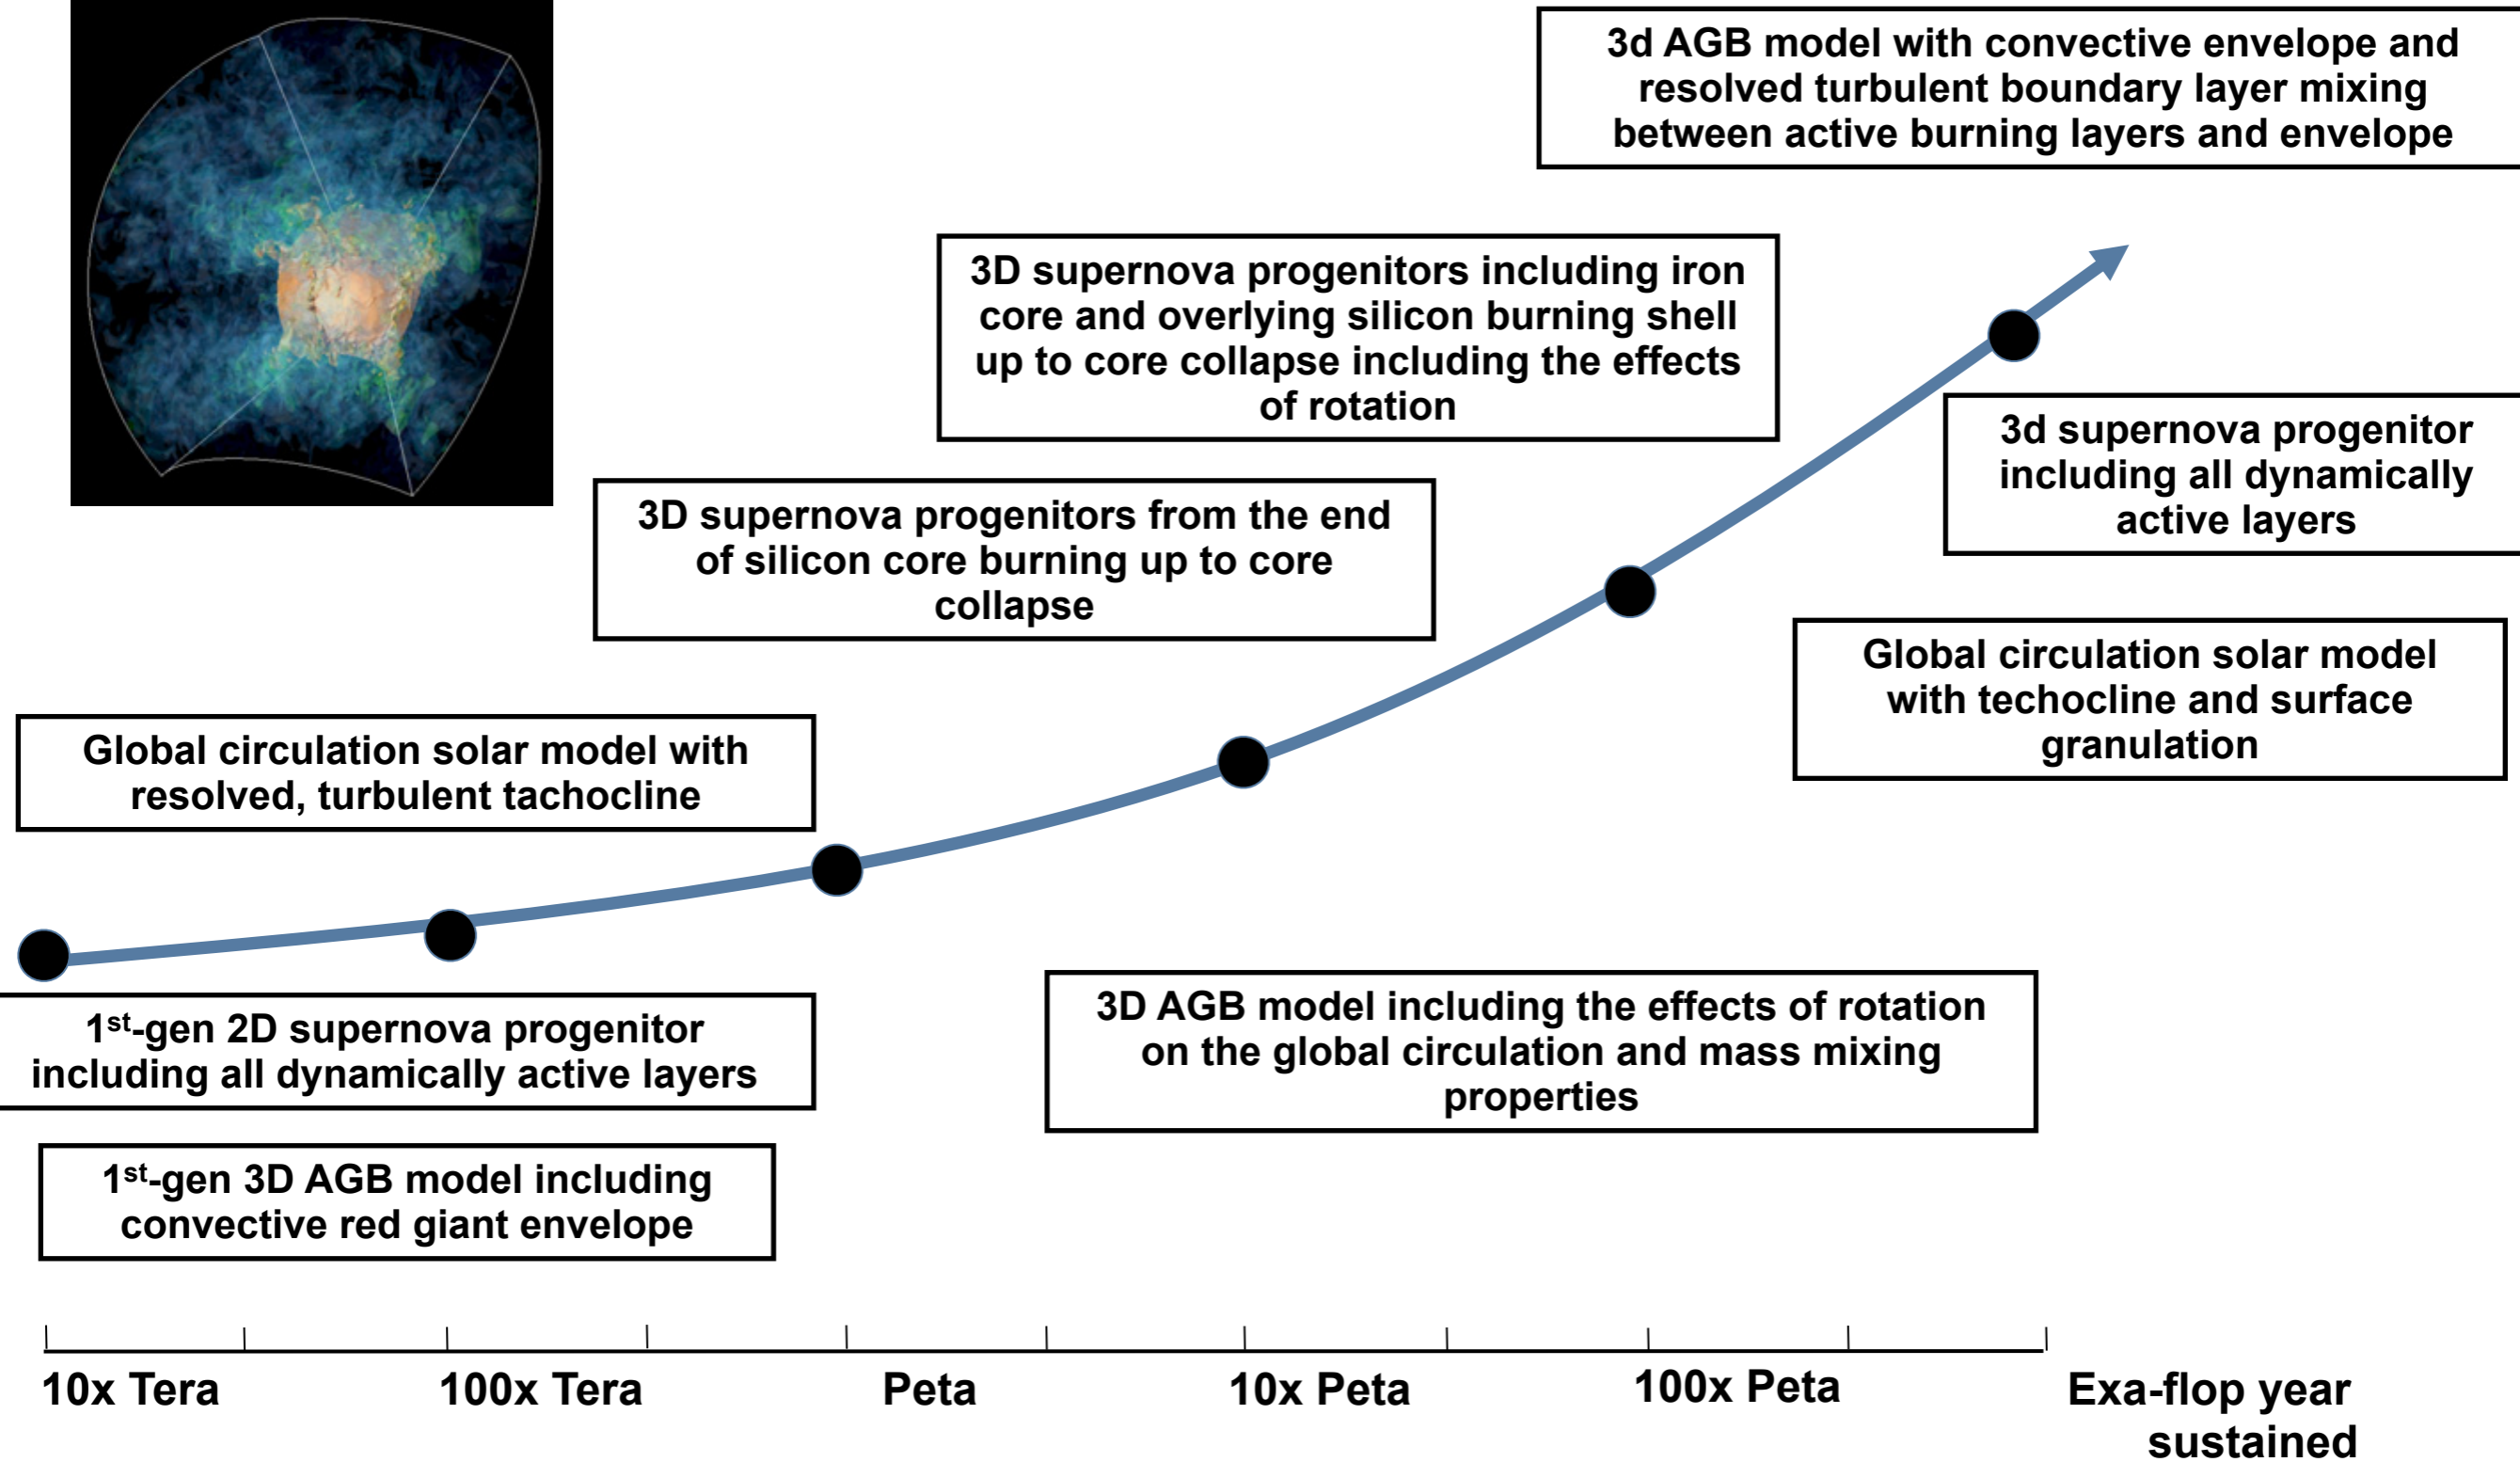 3d AGB model with convective envelope and
resolved turbulent boundary layer mixing
between active burning layers and envelope
3D supernova progenitors including iron
core and overlying silicon burning shell
up to core collapse including the effects
of rotation
3d supernova progenitor
including all dynamically
active layers
3D supernova progenitors from the end
of silicon core burning up to core
collapse
Global circulation solar model
with techocline and surface
granulation
Global circulation solar model with
resolved, turbulent tachocline
1st-gen 2D supernova progenitor
including all dynamically active layers
3D AGB model including the effects of rotation
on the global circulation and mass mixing
properties
1st-gen 3D AGB model including
convective red giant envelope
10x Tera
100x Tera
Peta
10x Peta
100x Peta
Exa-flop year
sustained